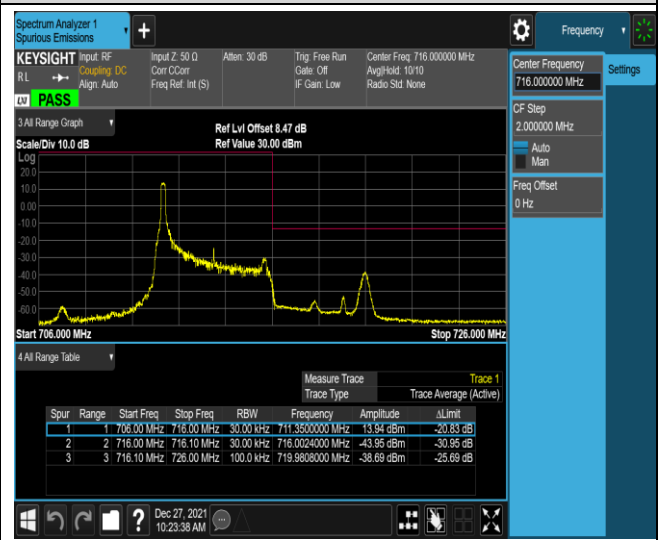 Spectrum Analyzer 1
Spurious Emissions
+
Frequency
KEYSIGHT Input: RF Input Z: 50 Ω Atten: 30 dB Trig: Free Run Center Freq: 716.000000 MHz
R L Coupling: DC Corr CCorr Gate: Off Avg|Hold: 10/10
Align: Auto Freq Ref: Int (S) IF Gain: Low Radio Std: None
PASS
Center Frequency
716.000000 MHz
Settings
CF Step
2.000000 MHz
Auto
Man
Freq Offset
0 Hz
3 All Range Graph
Ref Lvl Offset 8.47 dB
Scale/Div 10.0 dB Ref Value 30.00 dBm
Log
20.0
10.0
0.00
-10.0
-20.0
-30.0
-40.0
-50.0
-60.0
Start 706.000 MHz Stop 726.000 MHz
4 All Range Table
Measure Trace Trace 1
Trace Type Trace Average (Active)
Spur Range Start Freq Stop Freq RBW Frequency Amplitude ΔLimit
1 1 706.00 MHz 716.00 MHz 30.00 kHz 711.3500000 MHz 13.94 dBm -20.83 dB
2 2 716.00 MHz 716.10 MHz 30.00 kHz 716.0024000 MHz -43.95 dBm -30.95 dB
3 3 716.10 MHz 726.00 MHz 100.0 kHz 719.9808000 MHz -38.69 dBm -25.69 dB
? Dec 27, 2021
10:23:38 AM